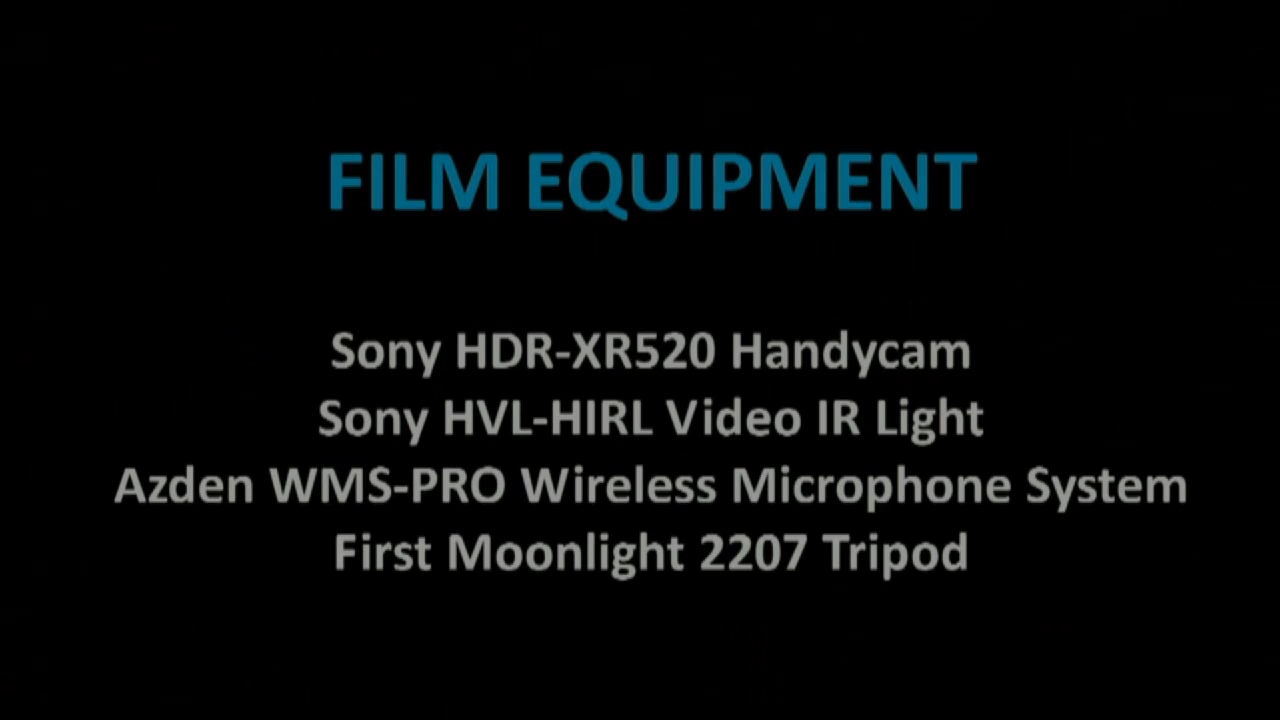 FILM EQUIPMENT
Sony HDR-XR520 Handycam
Sony HVL-HIRL Video IR Light
Azden WMS-PRO Wireless Microphone System
First Moonlight 2207 Tripod